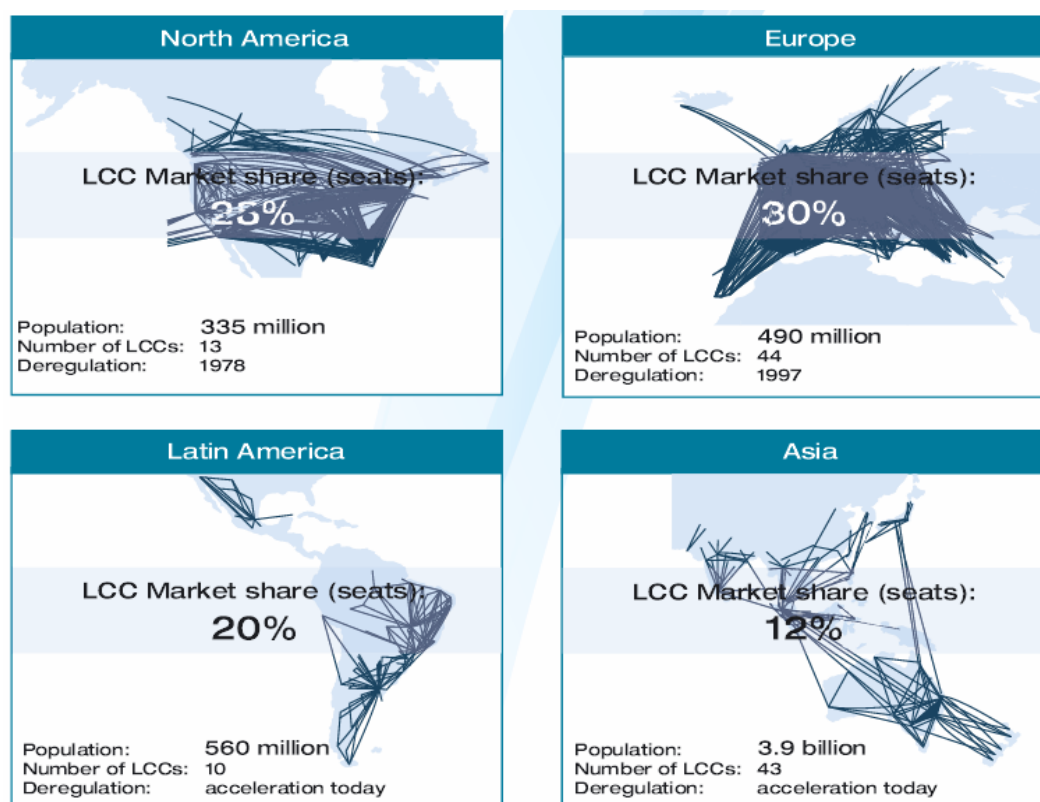 North America
LCC Market share (seats):
25%
Population: 335 million
Number of LCCs: 13
Deregulation: 1978
Europe
LCC Market share (seats):
30%
Population: 490 million
Number of LCCs: 44
Deregulation: 1997
Latin America
LCC Market share (seats):
20%
Population: 560 million
Number of LCCs: 10
Deregulation: acceleration today
Asia
LCC Market share (seats):
12%
Population: 3.9 billion
Number of LCCs: 43
Deregulation: acceleration today